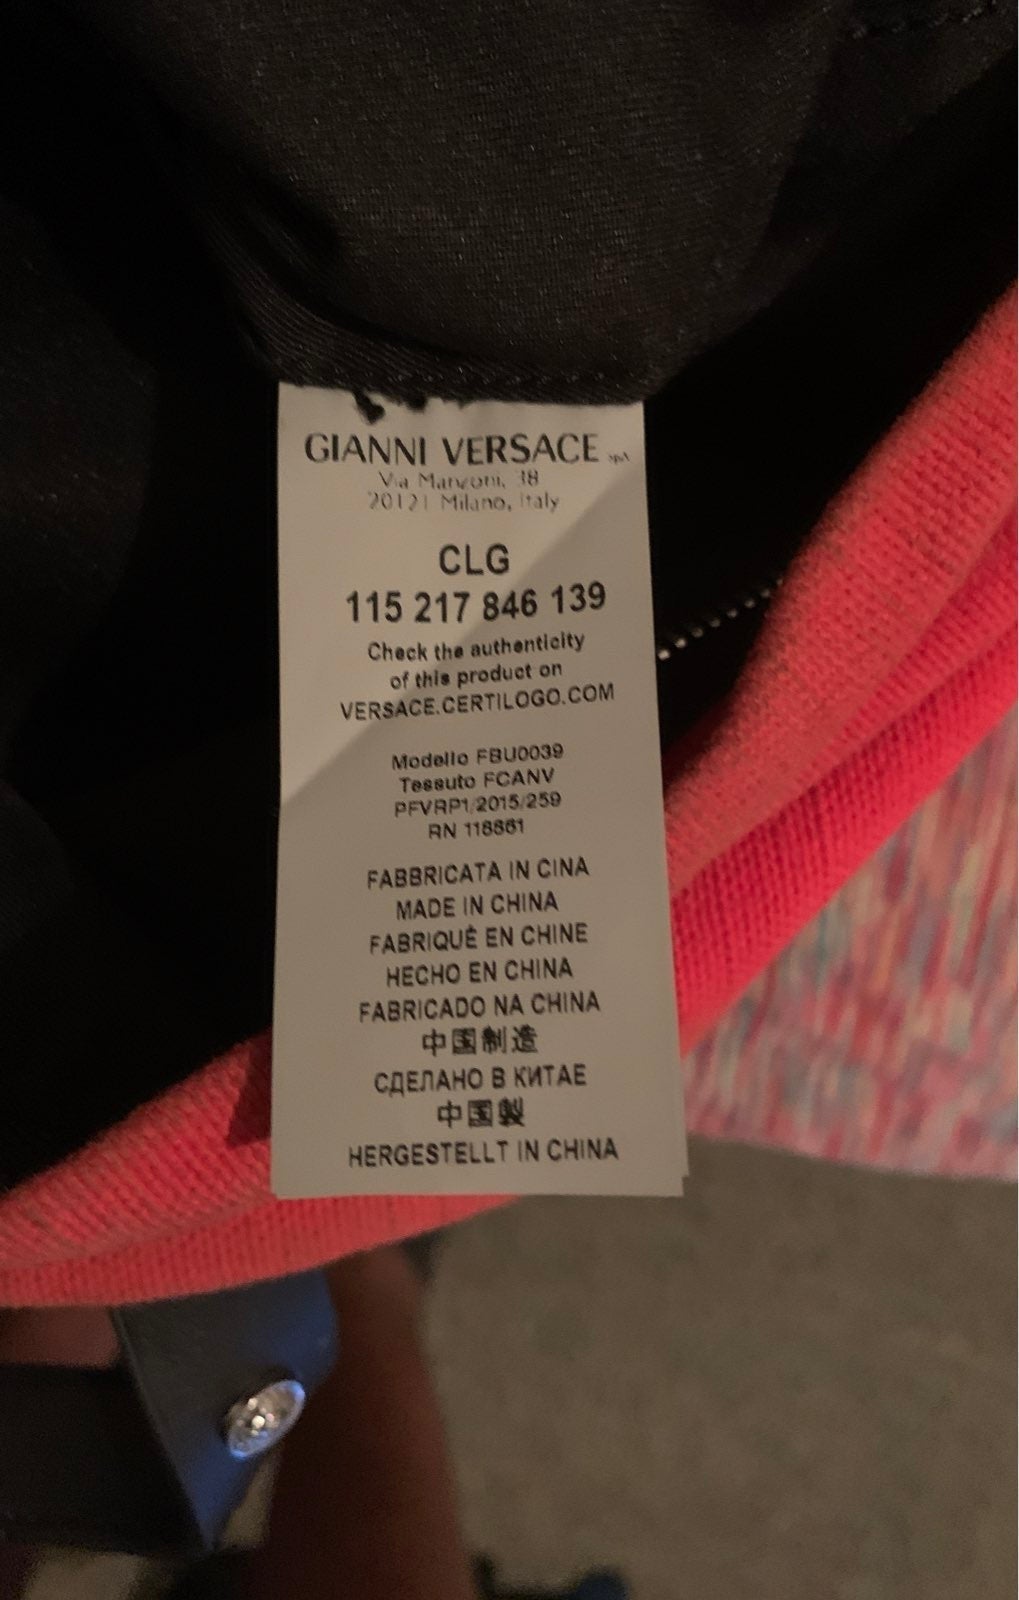 GIANNI VERSACE SpA
Via Manzoni, 38
20121 Milano, Italy
CLG
115 217 846 139
Check the authenticity
of this product on
VERSACE.CERTILOGO.COM
Modello FBU0039
Tessuto FCANV
PFVRP1/2015/259
RN 118661
FABBRICATA IN CINA
MADE IN CHINA
FABRIQUÉ EN CHINE
HECHO EN CHINA
FABRICADO NA CHINA
中国制造
СДЕЛАНО В КИТАЕ
中国製
HERGESTELLT IN CHINA